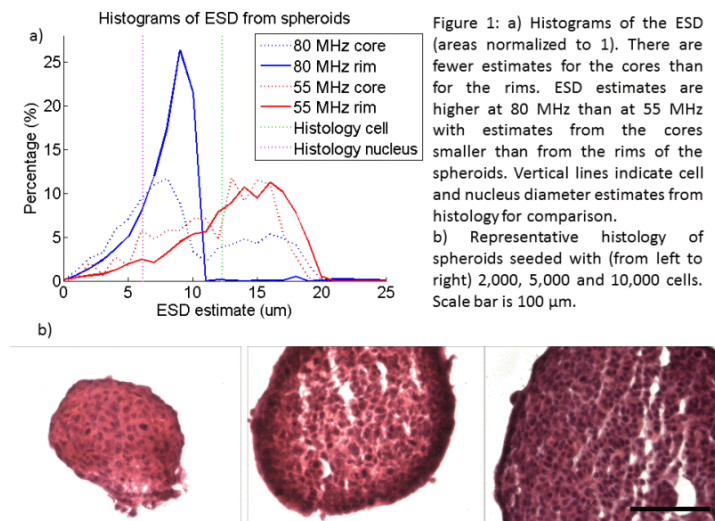 Histograms of ESD from spheroids
a)
25
20
15
10
5
0
Percentage (%)
80 MHz core
80 MHz rim
55 MHz core
55 MHz rim
Histology cell
Histology nucleus
0 5 10 15 20 25
ESD estimate (um)
Figure 1: a) Histograms of the ESD
(areas normalized to 1). There are
fewer estimates for the cores than
for the rims. ESD estimates are
higher at 80 MHz than at 55 MHz
with estimates from the cores
smaller than from the rims of the
spheroids. Vertical lines indicate cell
and nucleus diameter estimates from
histology for comparison.
b) Representative histology of
spheroids seeded with (from left to
right) 2,000, 5,000 and 10,000 cells.
Scale bar is 100 μm.
b)